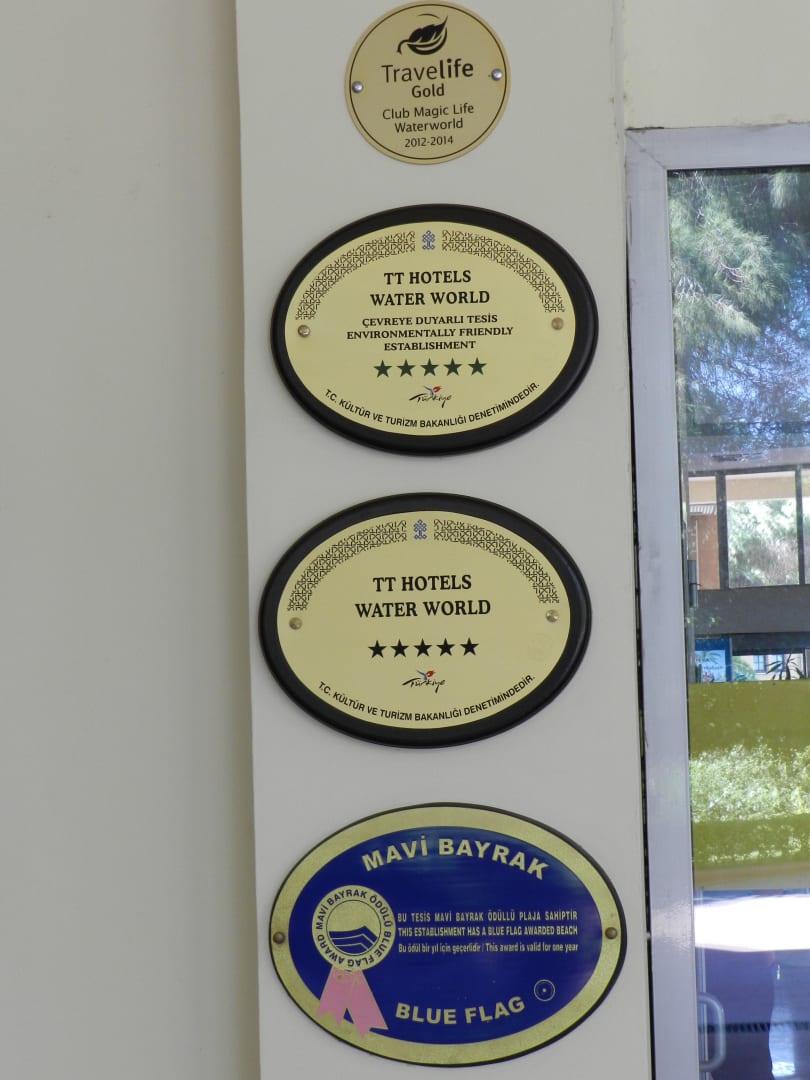 Travelife
Gold
Club Magic Life
Waterworld
2012-2014
TT HOTELS
WATER WORLD
ÇEVREYE DUYARLI TESİS
ENVIRONMENTALLY FRIENDLY
ESTABLISHMENT
★★★★★
Türkiye
T.C. KÜLTÜR VE TURİZM BAKANLIĞI DENETİMİNDEDİR.
TT HOTELS
WATER WORLD
★★★★★
Türkiye
T.C. KÜLTÜR VE TURİZM BAKANLIĞI DENETİMİNDEDİR.
MAVİ BAYRAK
MAVİ BAYRAK ÖDÜLÜ BLUE FLAG AWARD
BU TESİS MAVİ BAYRAK ÖDÜLLÜ PLAJA SAHİPTİR
THIS ESTABLISHMENT HAS A BLUE FLAG AWARDED BEACH
Bu ödül bir yıl için geçerlidir / This award is valid for one year
BLUE FLAG